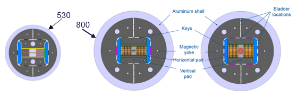 530
800
Aluminum shell
Keys
Magnetic
yoke
Horizontal pad
Vertical
pad
Bladder
locations